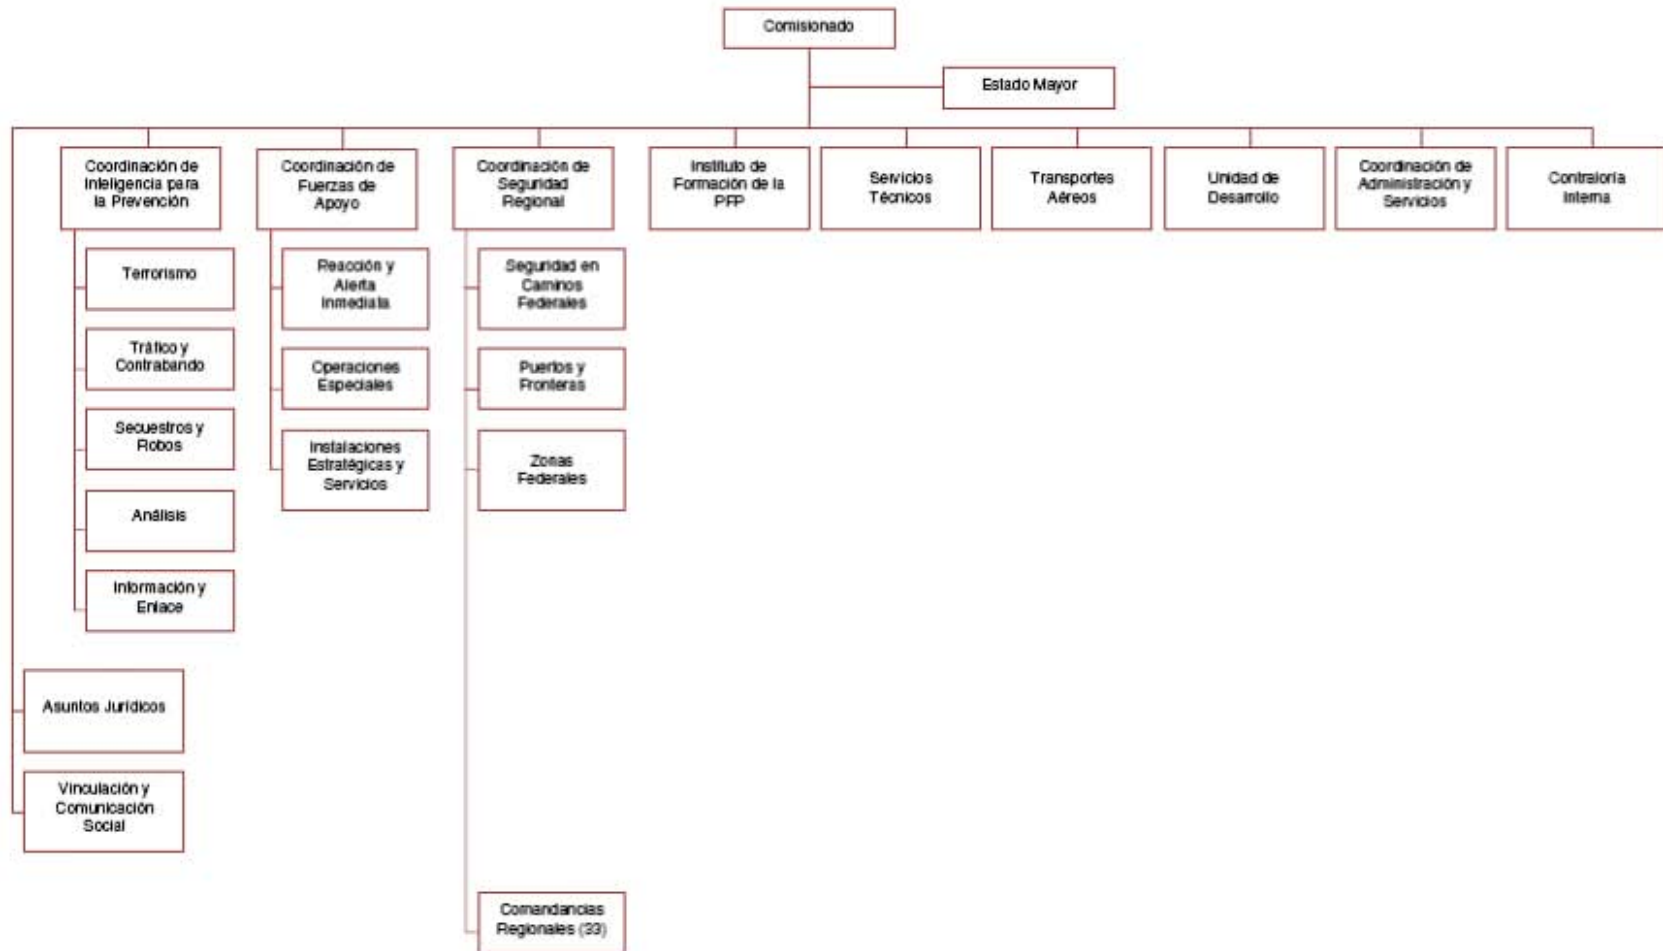 Comisionado
Estado Mayor
Coordinación de
Inteligencia para
la Prevención
Coordinación de
Fuerzas de
Apoyo
Coordinación de
Seguridad
Regional
Instituto de
Formación de la
PFP
Servicios
Técnicos
Transportes
Aéreos
Unidad de
Desarrollo
Coordinación de
Administración y
Servicios
Contraloría
Interna
Terrorismo
Tráfico y
Contrabando
Secuestros y
Robos
Análisis
Información y
Enlace
Reacción y
Alerta
Inmediata
Operaciones
Especiales
Instalaciones
Estratégicas y
Servicios
Seguridad en
Caminos
Federales
Puertos y
Fronteras
Zonas
Federales
Asuntos Jurídicos
Vinculación y
Comunicación
Social
Comandancias
Regionales (33)